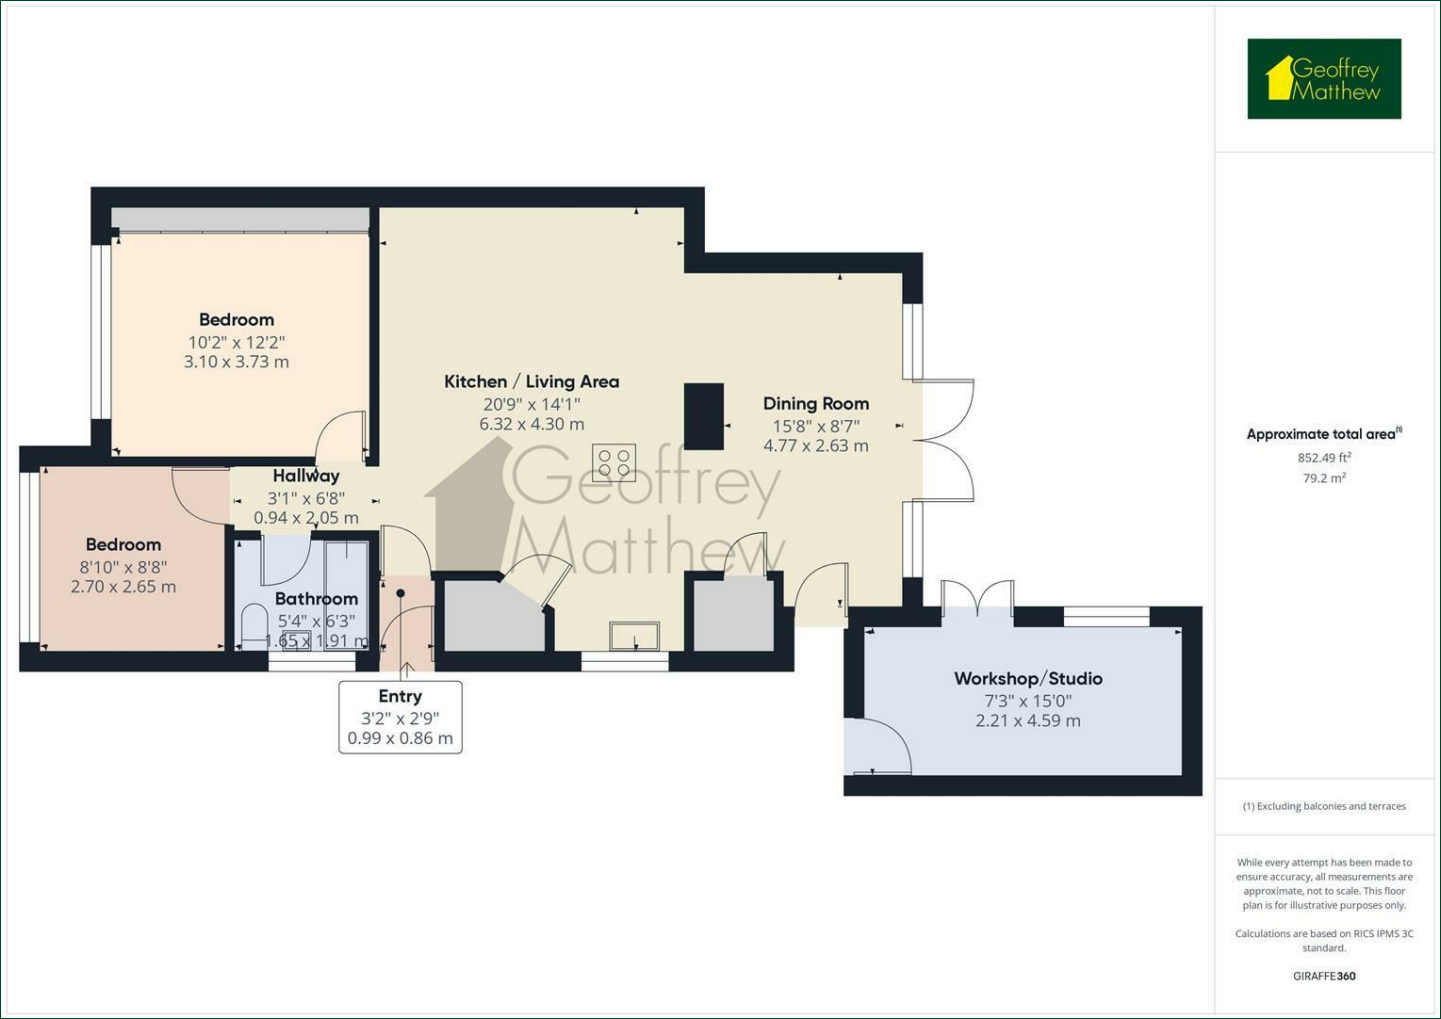 Geoffrey
Matthew
Bedroom
10'2" x 12'2"
3.10 x 3.73 m
Kitchen / Living Area
20'9" x 14'1"
6.32 x 4.30 m
Dining Room
15'8" x 8'7"
4.77 x 2.63 m
Hallway
3'1" x 6'8"
0.94 x 2.05 m
Geoffrey
Matthew
Bedroom
8'10" x 8'8"
2.70 x 2.65 m
Bathroom
5'4" x 6'3"
1.65 x 1.91 m
Entry
3'2" x 2'9"
0.99 x 0.86 m
Workshop/Studio
7'3" x 15'0"
2.21 x 4.59 m
Approximate total area(1)
852.49 ft²
79.2 m²
(1) Excluding balconies and terraces
While every attempt has been made to
ensure accuracy, all measurements are
approximate, not to scale. This floor
plan is for illustrative purposes only.
Calculations are based on RICS IPMS 3C
standard.
GIRAFFE360